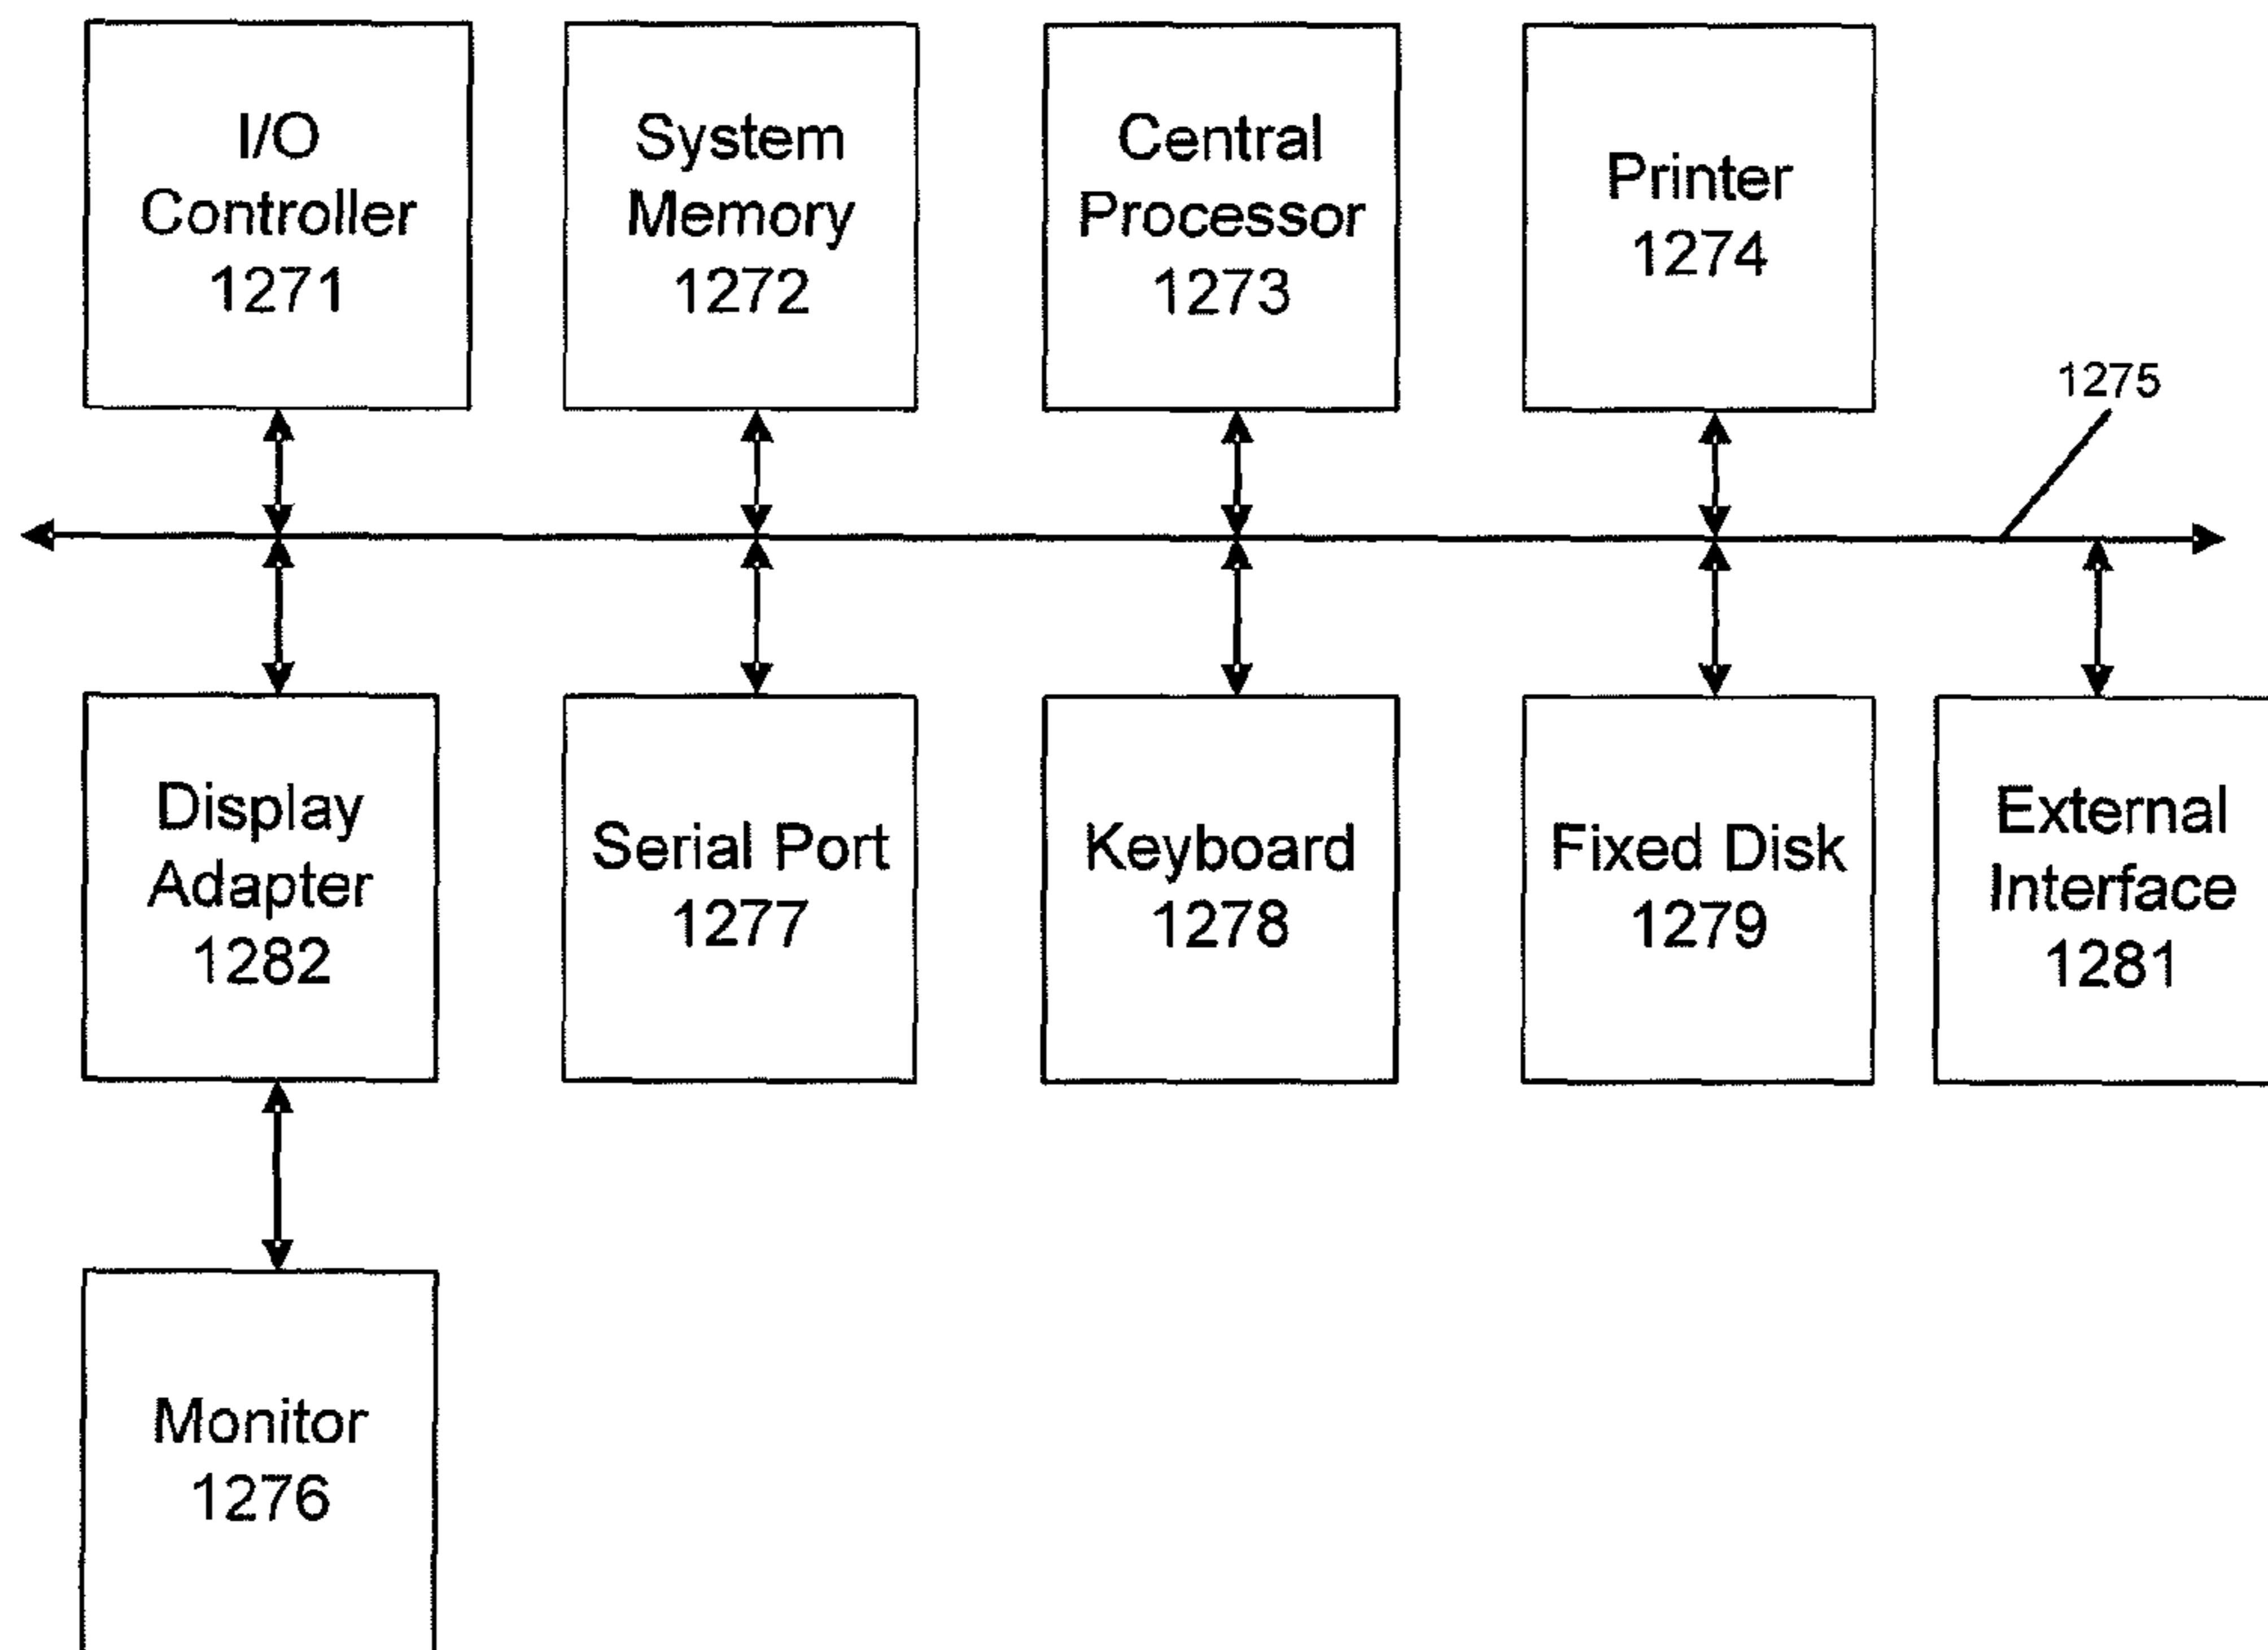 I/O
Controller
1271
System
Memory
1272
Central
Processor
1273
Printer
1274
1275
Display
Adapter
1282
Serial Port
1277
Keyboard
1278
Fixed Disk
1279
External
Interface
1281
Monitor
1276